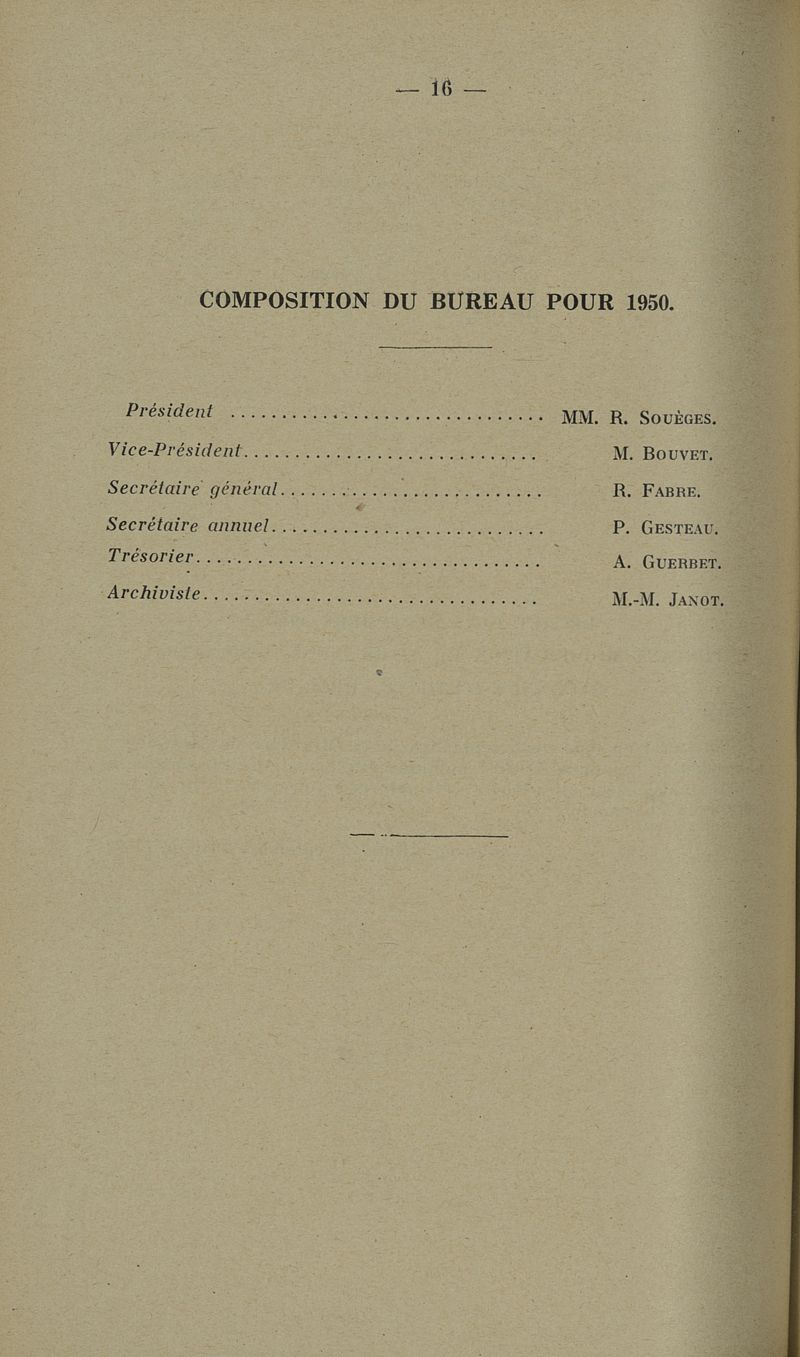 — 16 —
COMPOSITION DU BUREAU POUR 1950.
Président ................................ MM. R. SOUÈGES.
Vice-Président.............................. M. BOUVET.
Secrétaire général.......................... R. FABRE.
Secrétaire annuel........................... P. GESTEAU.
Trésorier.................................. A. GUERBET.
Archiviste................................. M.-M. JANOT.